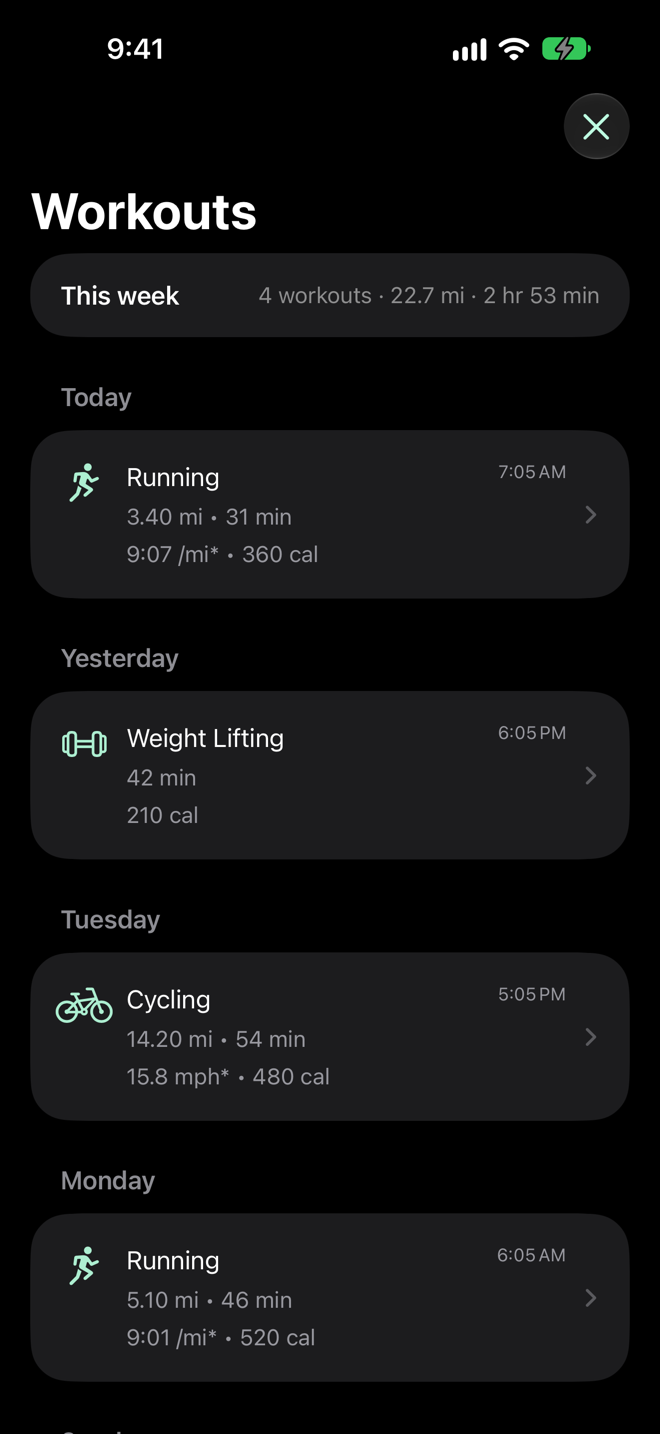 9:41
Workouts
This week 4 workouts · 22.7 mi · 2 hr 53 min
Today
Running 7:05 AM
3.40 mi • 31 min
9:07 /mi* • 360 cal
Yesterday
Weight Lifting 6:05 PM
42 min
210 cal
Tuesday
Cycling 5:05 PM
14.20 mi • 54 min
15.8 mph* • 480 cal
Monday
Running 6:05 AM
5.10 mi • 46 min
9:01 /mi* • 520 cal